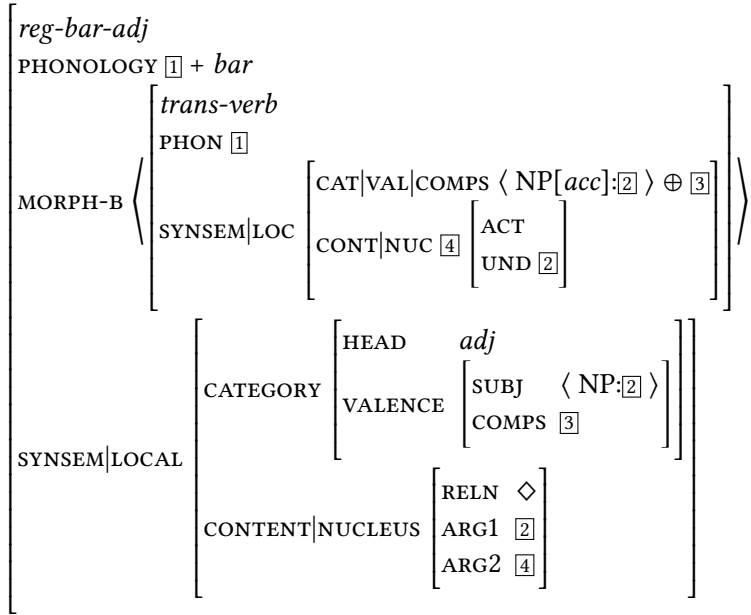 reg-bar-adj
PHONOLOGY 1 + bar
MORPH-B ⟨ trans-verb
PHON 1
SYNSEM|LOC CAT|VAL|COMPS ⟨ NP[acc]:2 ⟩ ⊕ 3
CONT|NUC 4 ACT
UND 2 ⟩
SYNSEM|LOCAL CATEGORY HEAD adj
VALENCE SUBJ ⟨ NP:2 ⟩
COMPS 3
CONTENT|NUCLEUS RELN ◇
ARG1 2
ARG2 4